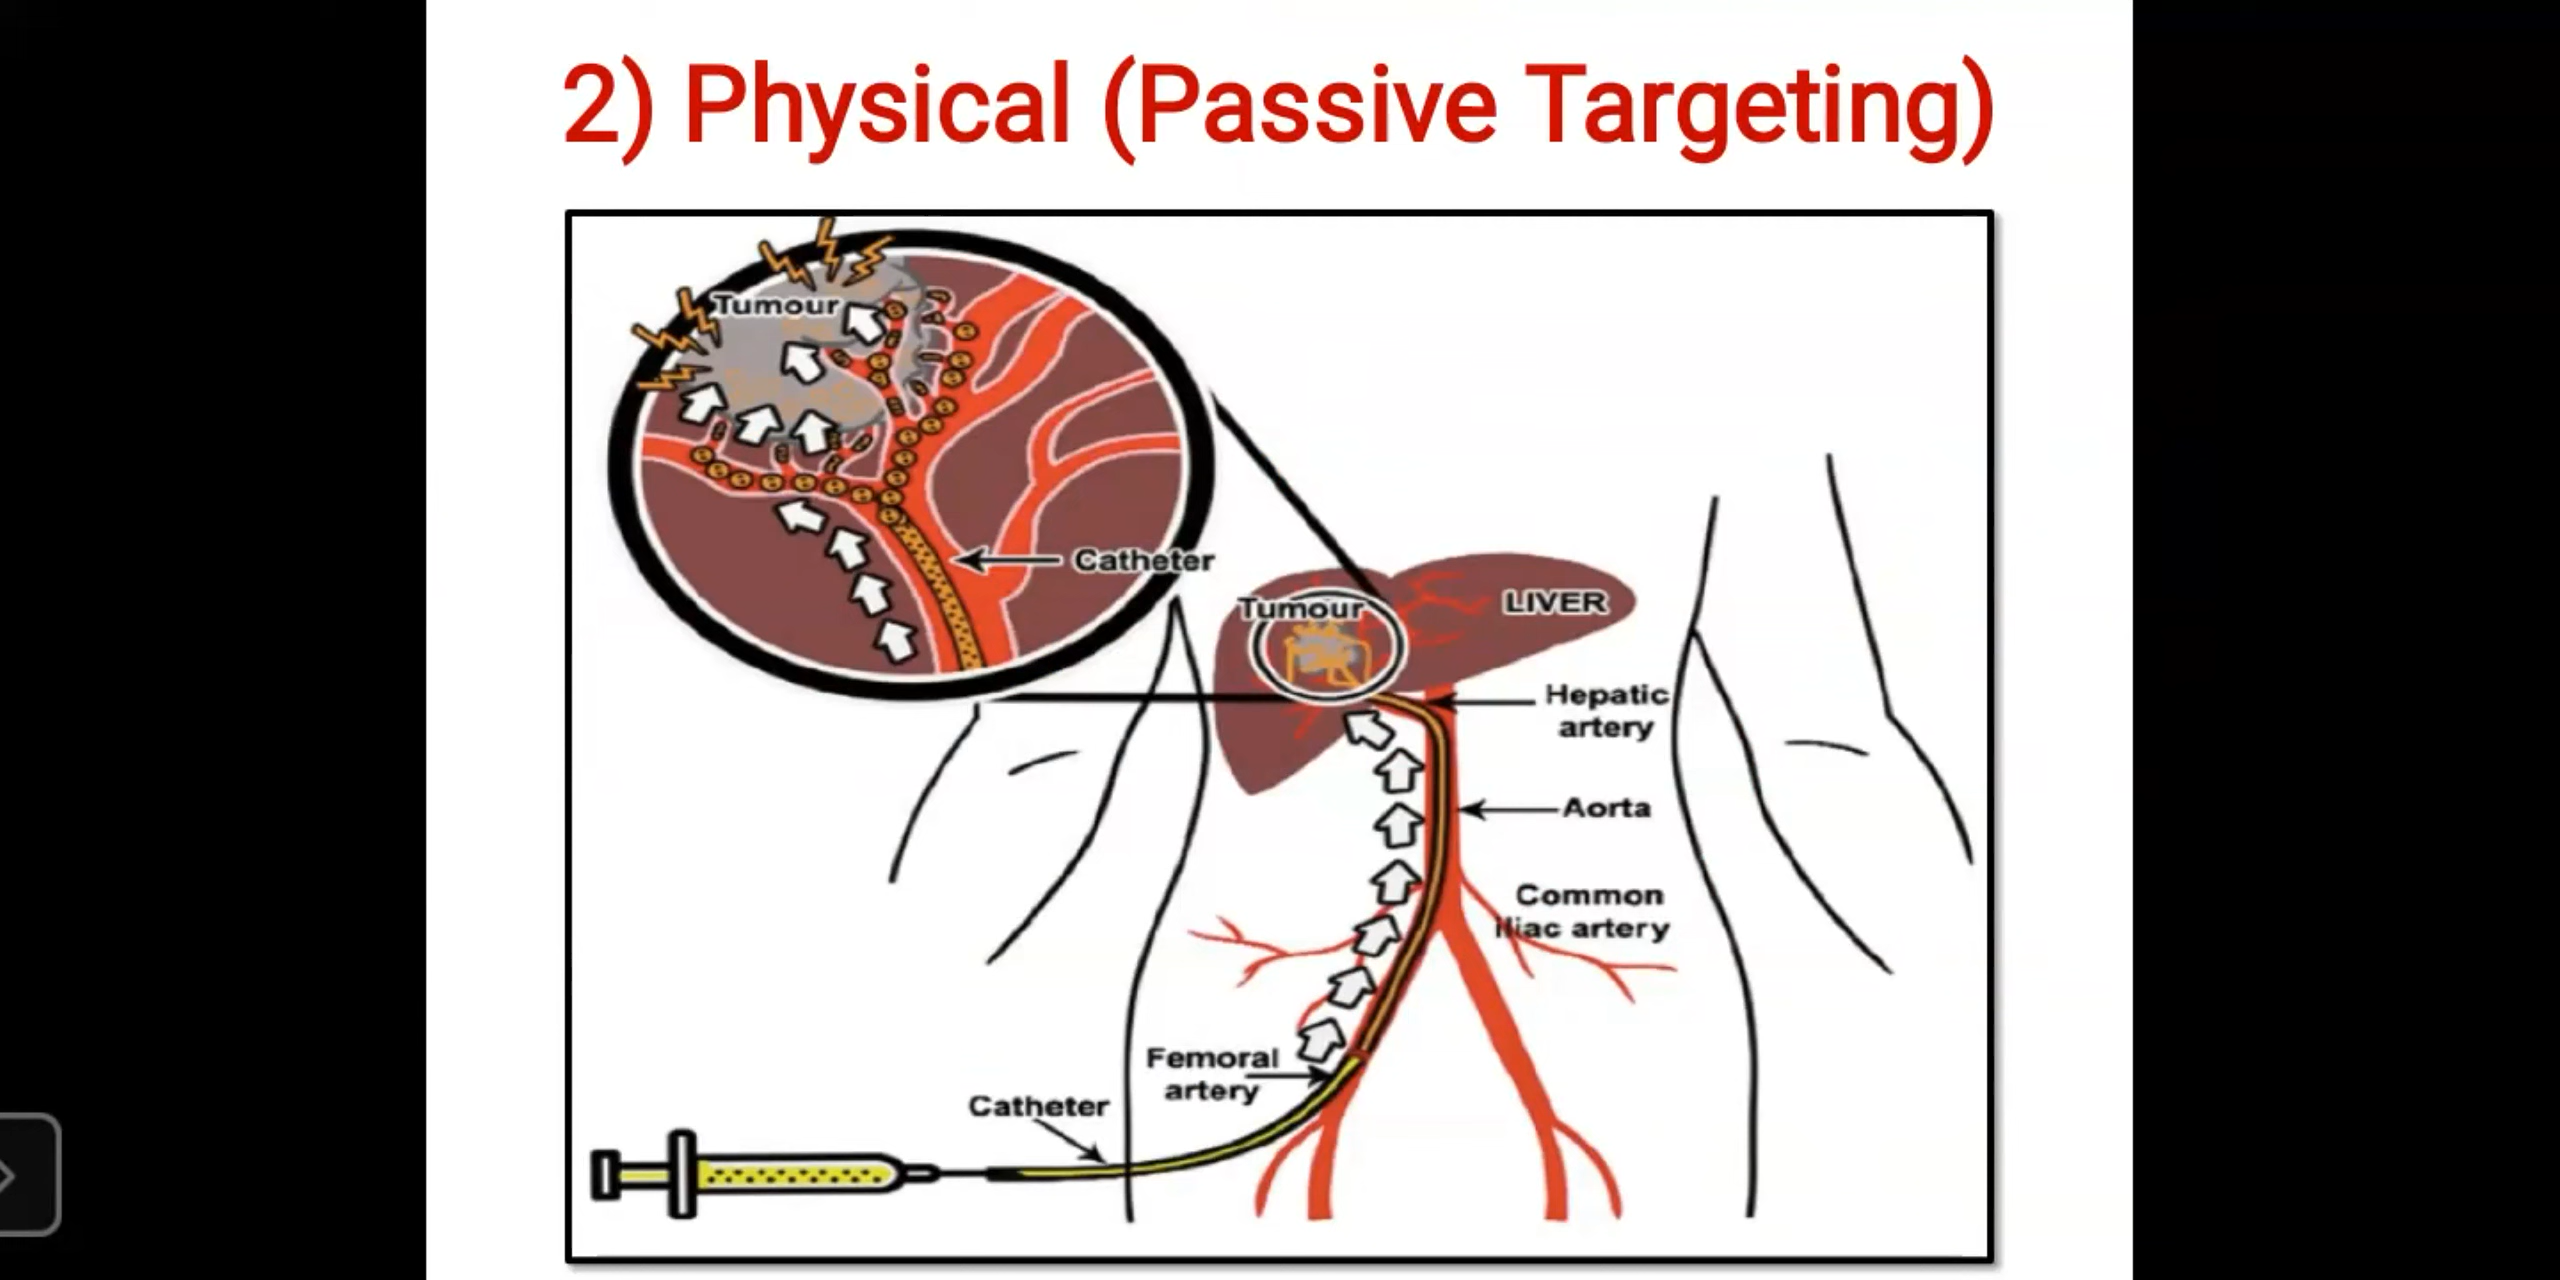 2) Physical (Passive Targeting)
Tumour
Catheter
Tumour
LIVER
Hepatic
artery
Aorta
Common
iliac artery
Femoral
artery
Catheter